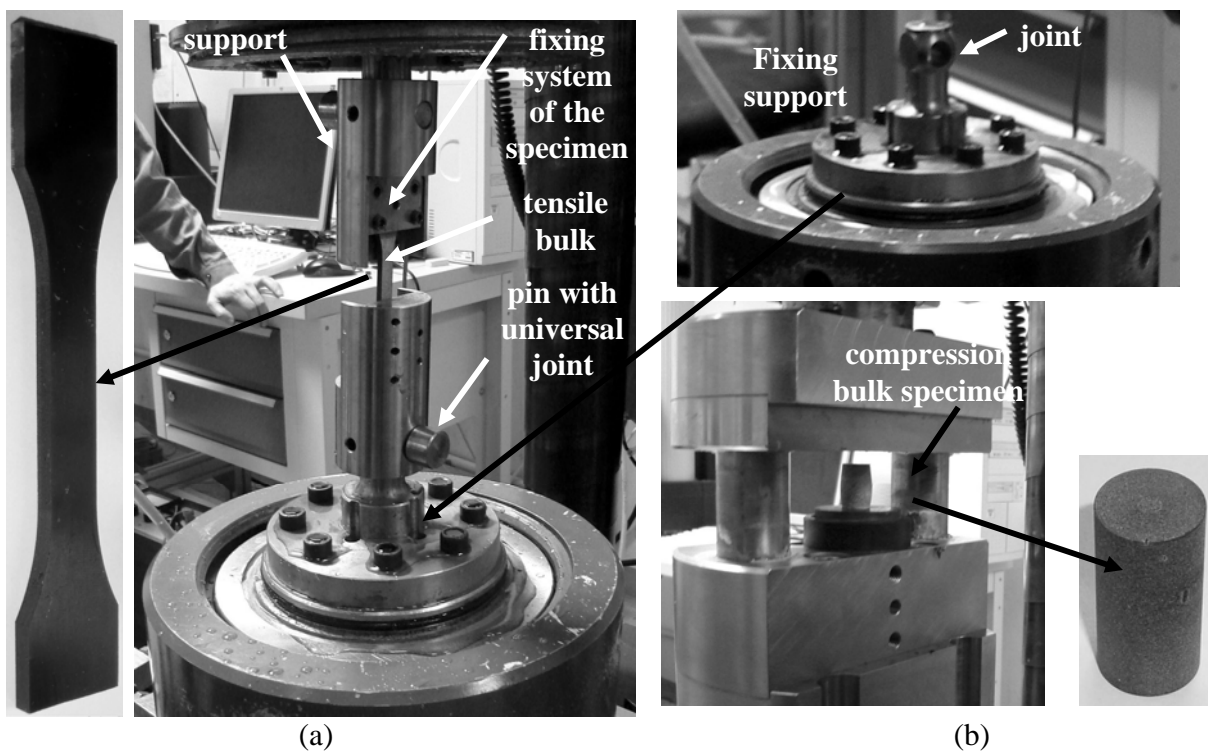 support
fixing
system
of the
specimen
tensile
bulk
pin with
universal
joint
joint
Fixing
support
compression
bulk specimen
(a)
(b)